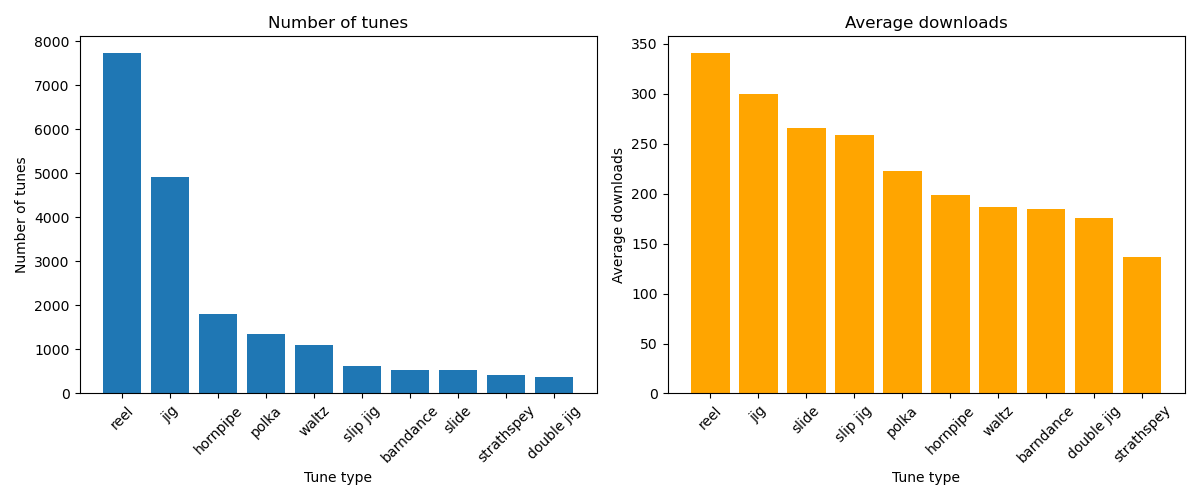 Number of tunes
Number of tunes
8000
7000
6000
5000
4000
3000
2000
1000
0
reel
jig
hornpipe
polka
waltz
slip jig
barndance
slide
strathspey
double jig
Tune type
Average downloads
Average downloads
350
300
250
200
150
100
50
0
reel
jig
slide
slip jig
polka
hornpipe
waltz
barndance
double jig
strathspey
Tune type